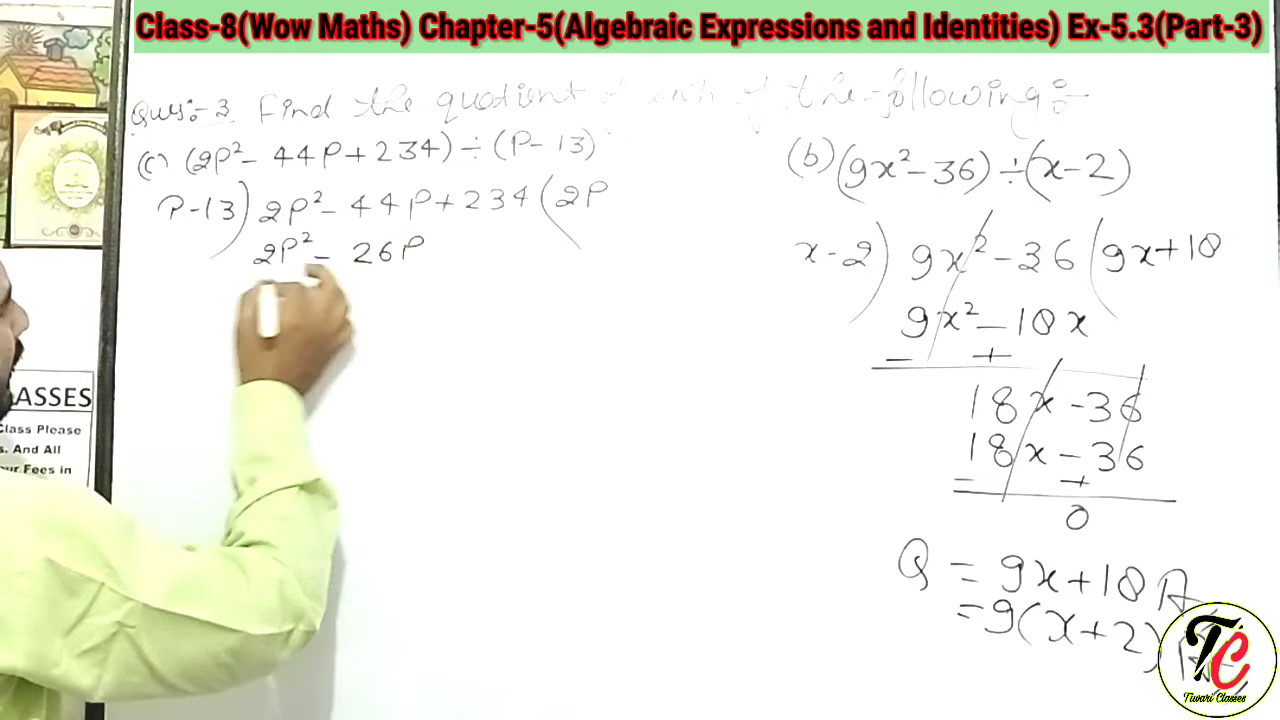 Class-8(Wow Maths) Chapter-5(Algebraic Expressions and Identities) Ex-5.3(Part-3)
Ques:- 3 Find the quotient of each of the following:-
(c) (2P² - 44P + 234) ÷ (P - 13)
P-13) 2P² - 44P + 234 (2P
2P² - 26P
(b) (9x² - 36) ÷ (x - 2)
x - 2) 9x² - 36 (9x + 18
9x² - 18x
- +
18x - 36
18x - 36
- +
0
Q = 9x + 18 A
= 9(x + 2)
ASSES
Class Please
s. And All
our Fees in
TC
Tiwari Classes